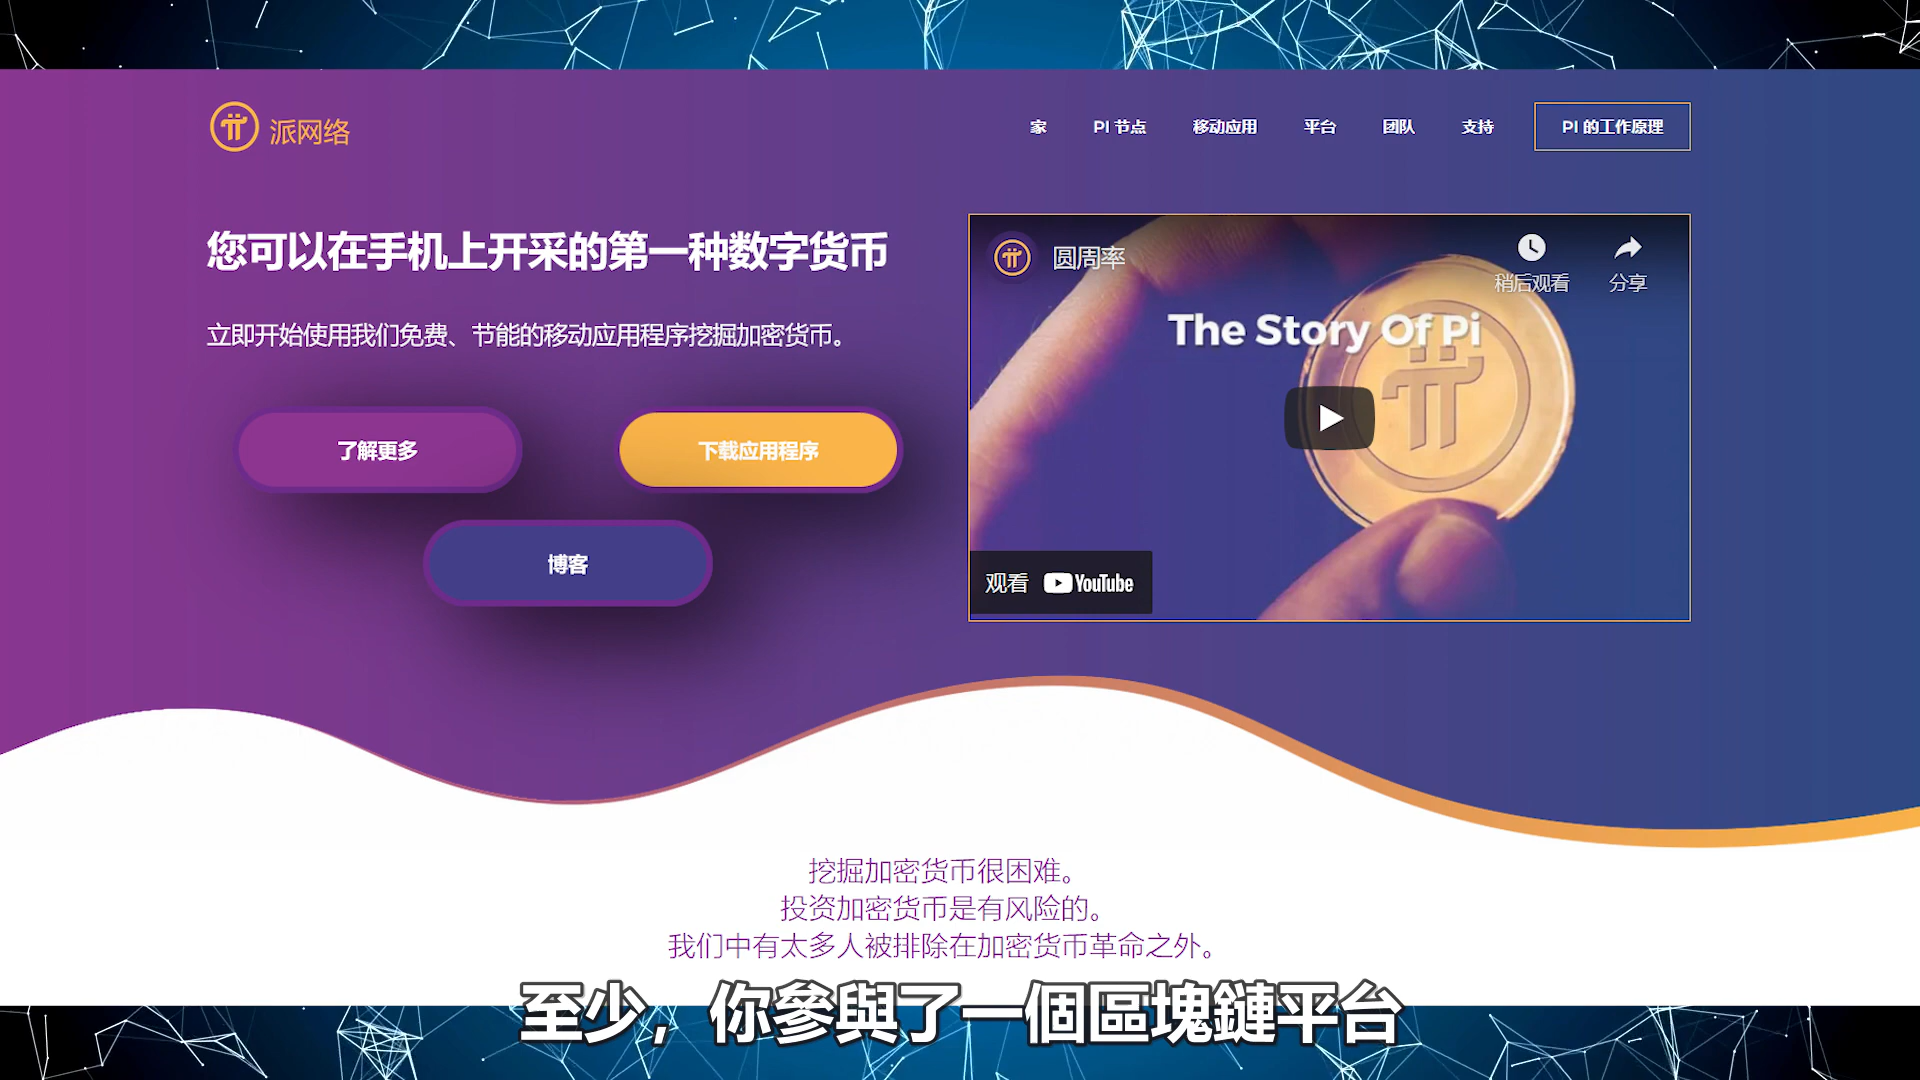 派网络
家 PI 节点 移动应用 平台 团队 支持 PI 的工作原理
您可以在手机上开采的第一种数字货币
立即开始使用我们免费、节能的移动应用程序挖掘加密货币。
了解更多
下载应用程序
博客
圆周率
稍后观看
分享
The Story Of Pi
观看 YouTube
挖掘加密货币很困难。
投资加密货币是有风险的。
我们中有太多人被排除在加密货币革命之外。
至少，你參與了一個區塊鏈平台